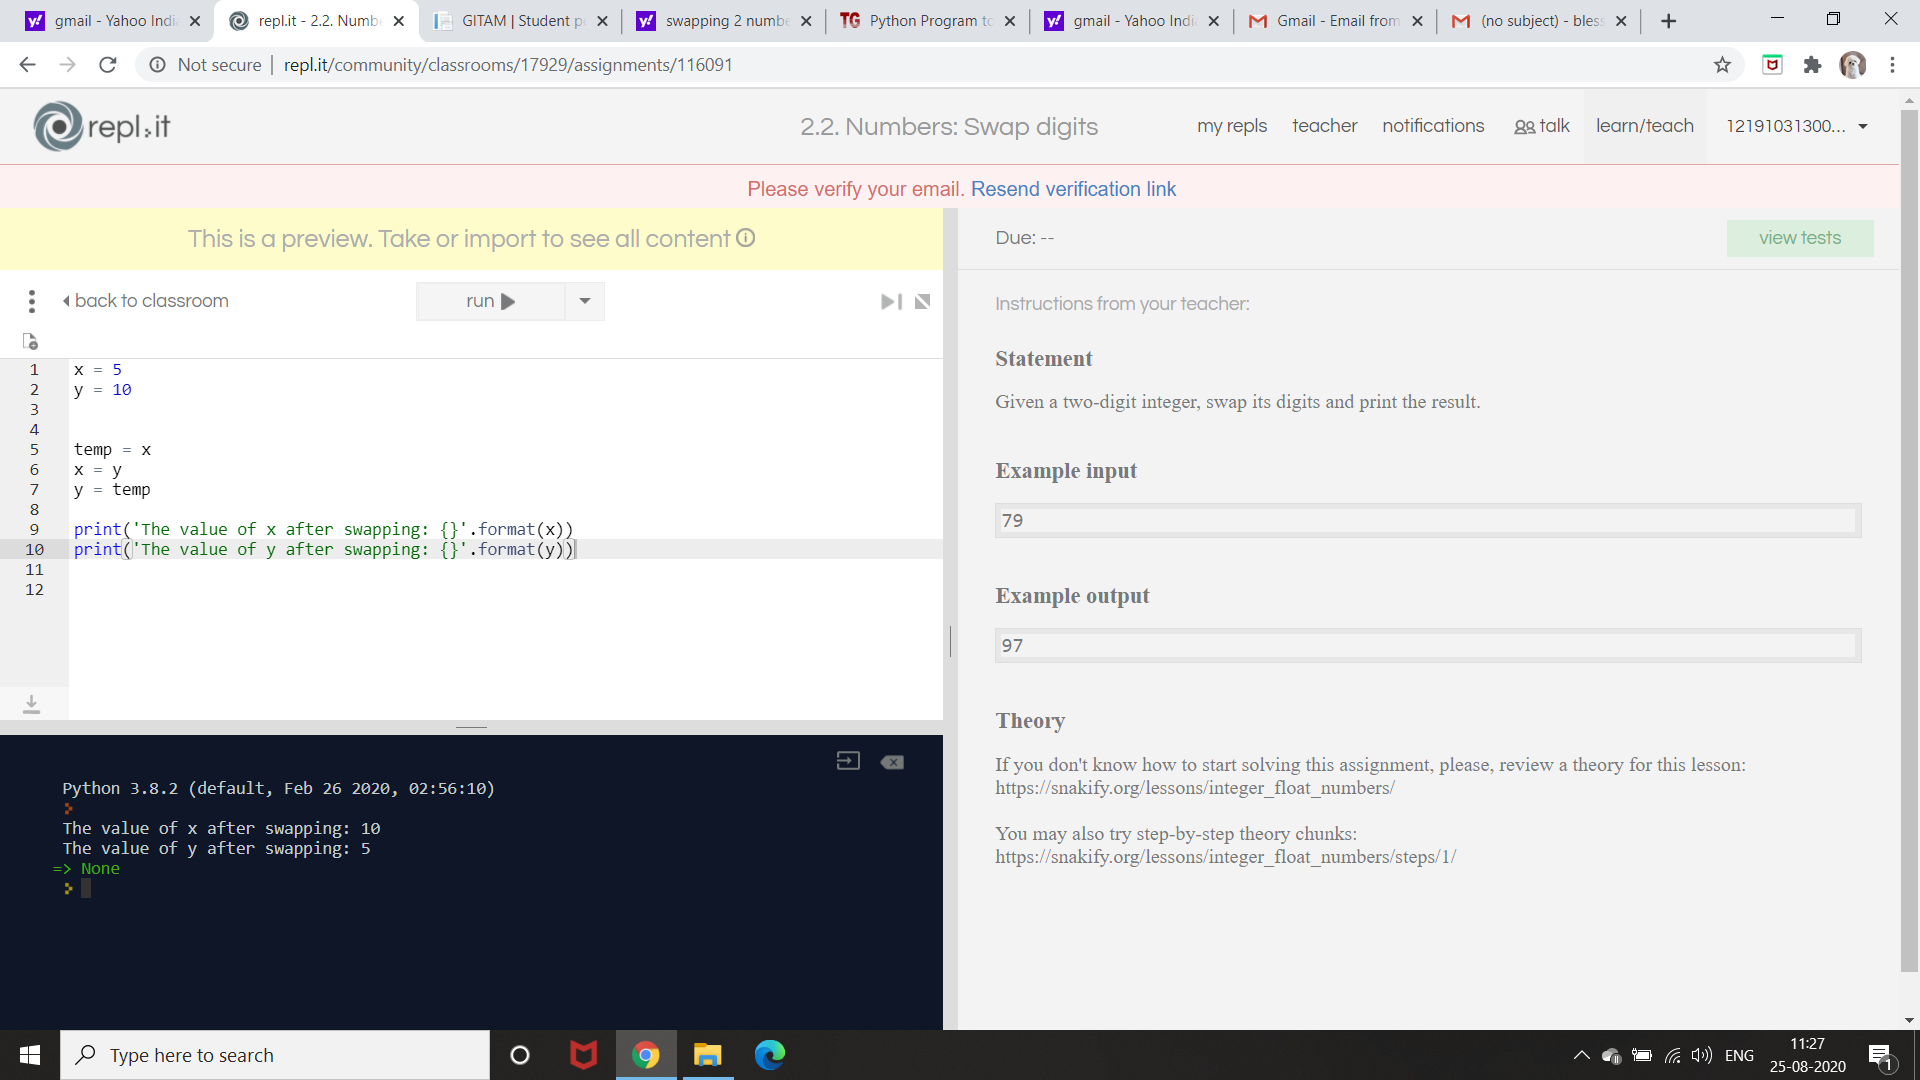 gmail - Yahoo Indi
repl.it - 2.2. Numb
GITAM | Student p
swapping 2 numbe
TG Python Program to
gmail - Yahoo Indi
Gmail - Email from
(no subject) - bles
Not secure | repl.it/community/classrooms/17929/assignments/116091
repl.it
2.2. Numbers: Swap digits
my repls teacher notifications talk learn/teach 12191031300...
Please verify your email. Resend verification link
This is a preview. Take or import to see all content
back to classroom
run
1 x = 5
2 y = 10
3
4
5 temp = x
6 x = y
7 y = temp
8
9 print('The value of x after swapping: {}'.format(x))
10 print('The value of y after swapping: {}'.format(y))
11
12
Python 3.8.2 (default, Feb 26 2020, 02:56:10)
The value of x after swapping: 10
The value of y after swapping: 5
=> None
Due: --
view tests
Instructions from your teacher:
Statement
Given a two-digit integer, swap its digits and print the result.
Example input
79
Example output
97
Theory
If you don't know how to start solving this assignment, please, review a theory for this lesson:
https://snakify.org/lessons/integer_float_numbers/
You may also try step-by-step theory chunks:
https://snakify.org/lessons/integer_float_numbers/steps/1/
Type here to search
ENG
11:27
25-08-2020
1